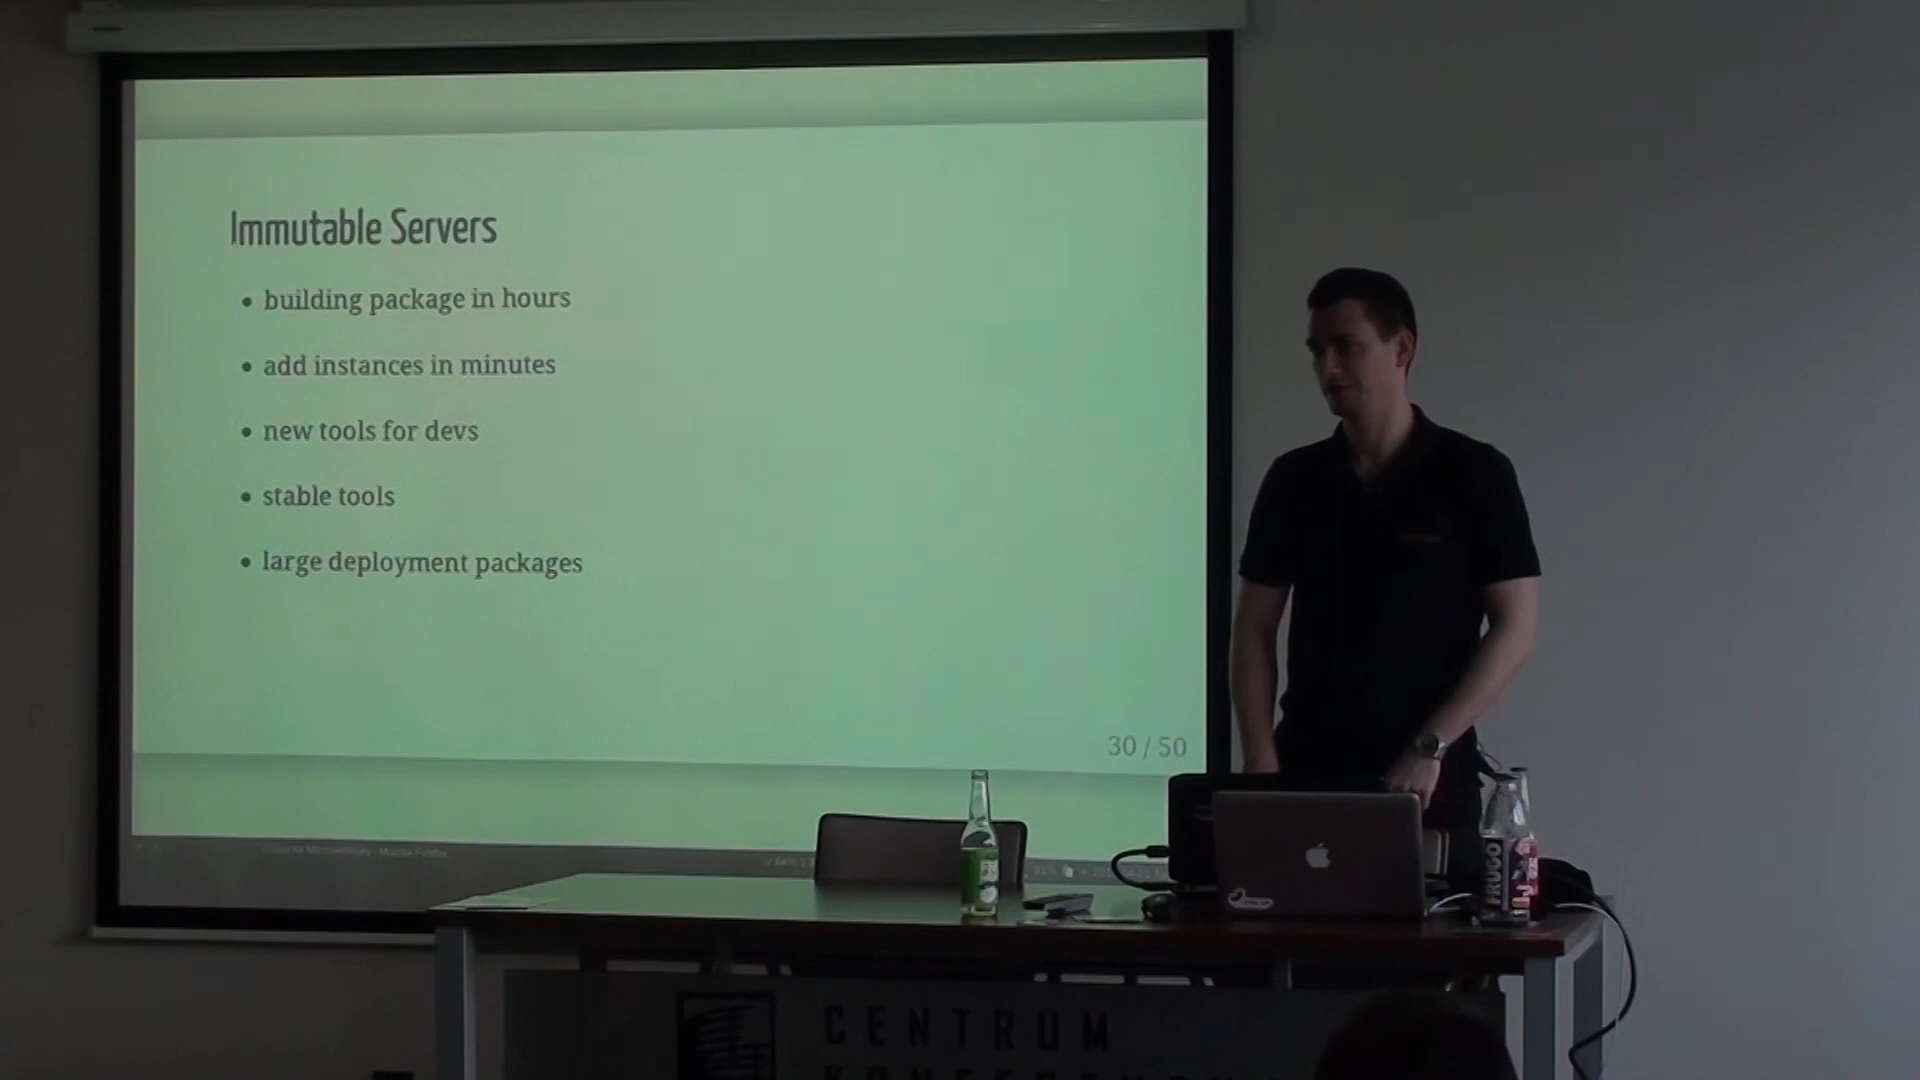 Immutable Servers
• building package in hours
• add instances in minutes
• new tools for devs
• stable tools
• large deployment packages
30 / 50
FRUGO
CENTRUM